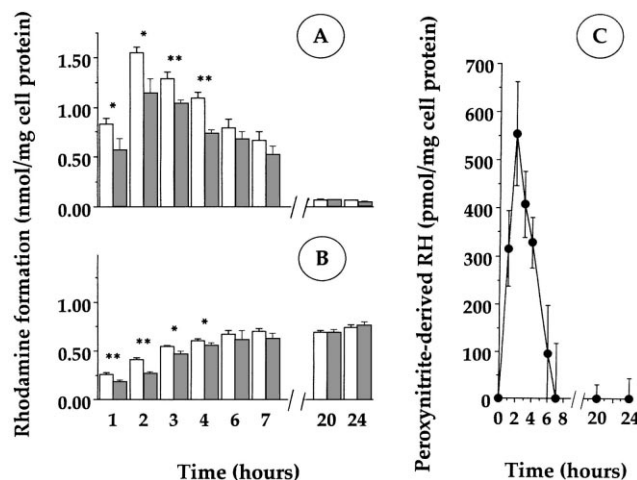 A
Rhodamine formation (nmol/mg cell protein)
1.50
1.00
0.50
0.00
*
*
**
**
B
1.00
0.50
0.00
**
**
*
*
1 2 3 4 6 7 20 24
Time (hours)
C
Peroxynitrite-derived RH (pmol/mg cell protein)
700
600
500
400
300
200
100
0
0 2 4 6 8 20 24
Time (hours)